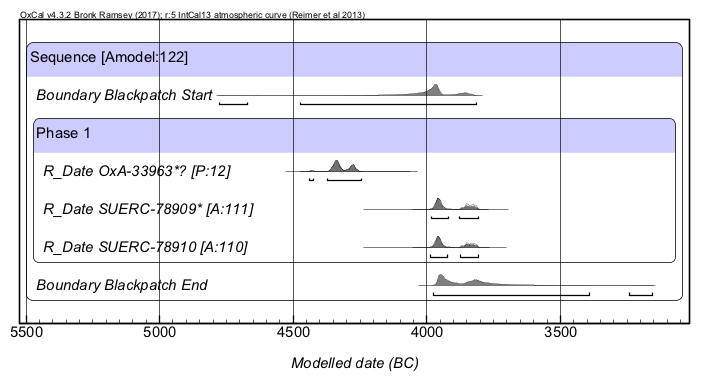 OxCal v4.3.2 Bronk Ramsey (2017); r:5 IntCal13 atmospheric curve (Reimer et al 2013)
Sequence [Amodel:122]
Boundary Blackpatch Start
Phase 1
R_Date OxA-33963*? [P:12]
R_Date SUERC-78909* [A:111]
R_Date SUERC-78910 [A:110]
Boundary Blackpatch End
5500 5000 4500 4000 3500
Modelled date (BC)